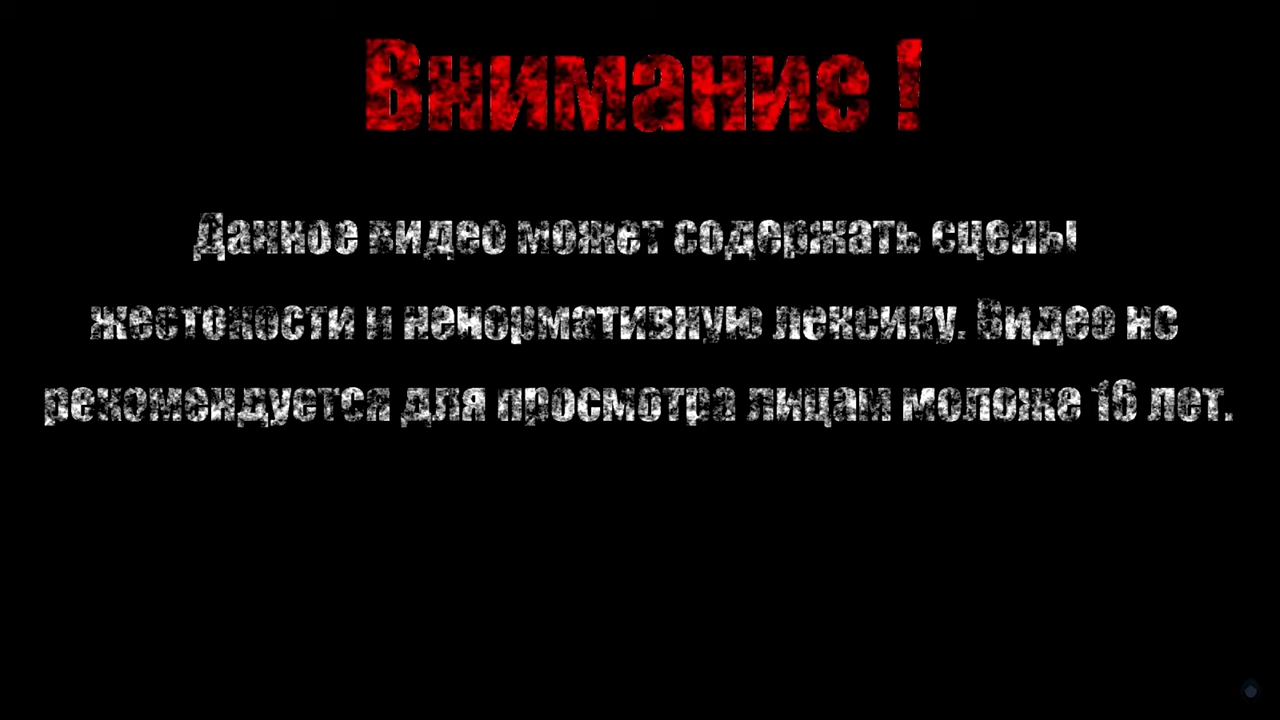 Внимание !
Данное видео может содержать сцены
жестокости и ненормативную лексику. Видео не
рекомендуется для просмотра лицам моложе 16 лет.